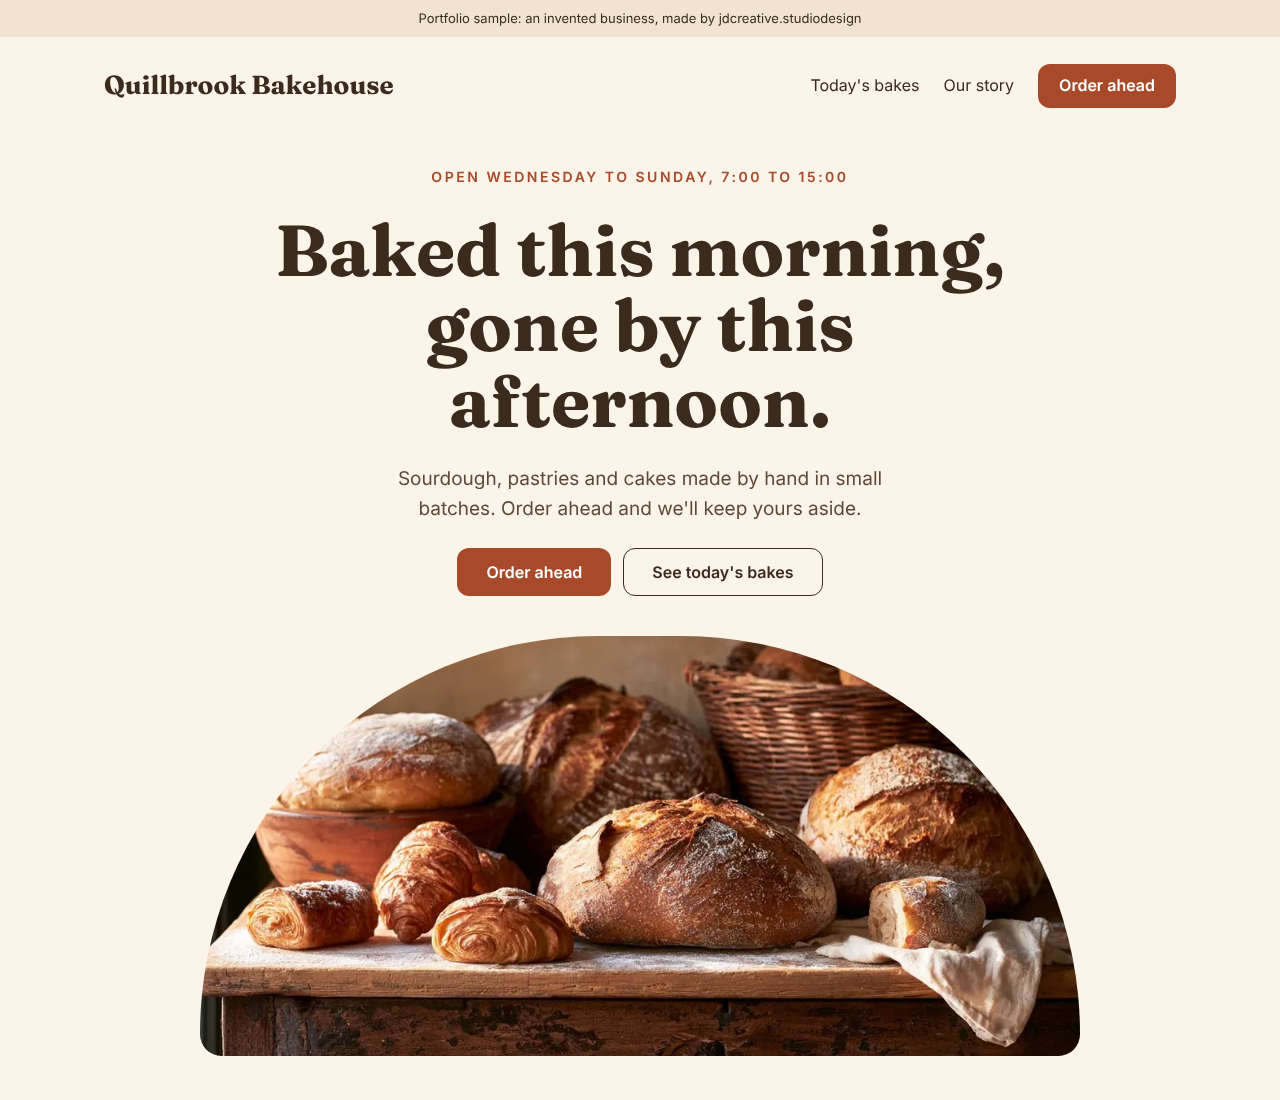 Portfolio sample: an invented business, made by jdcreative.studiodesign
Quillbrook Bakehouse
Today's bakes
Our story
Order ahead
OPEN WEDNESDAY TO SUNDAY, 7:00 TO 15:00
Baked this morning,
gone by this
afternoon.
Sourdough, pastries and cakes made by hand in small
batches. Order ahead and we'll keep yours aside.
Order ahead
See today's bakes